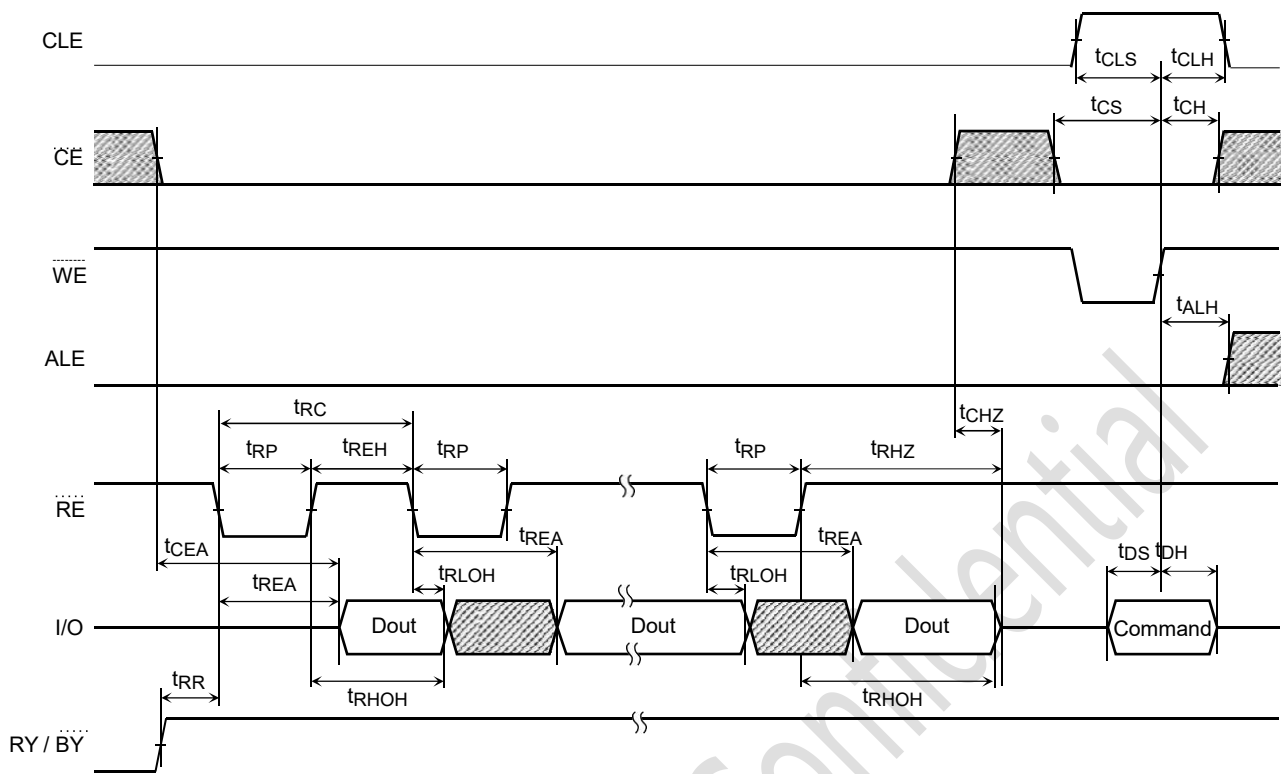 CLE
tCLS tCLH
tCS tCH
CE
WE
tALH
ALE
tRC
tCHZ
tRP tREH tRP tRP tRHZ
RE
tCEA
tREA tREA
tDS tDH
tREA
tRLOH tRLOH
I/O
Dout Dout Dout Command
tRR
tRHOH tRHOH
RY / BY
Confidential